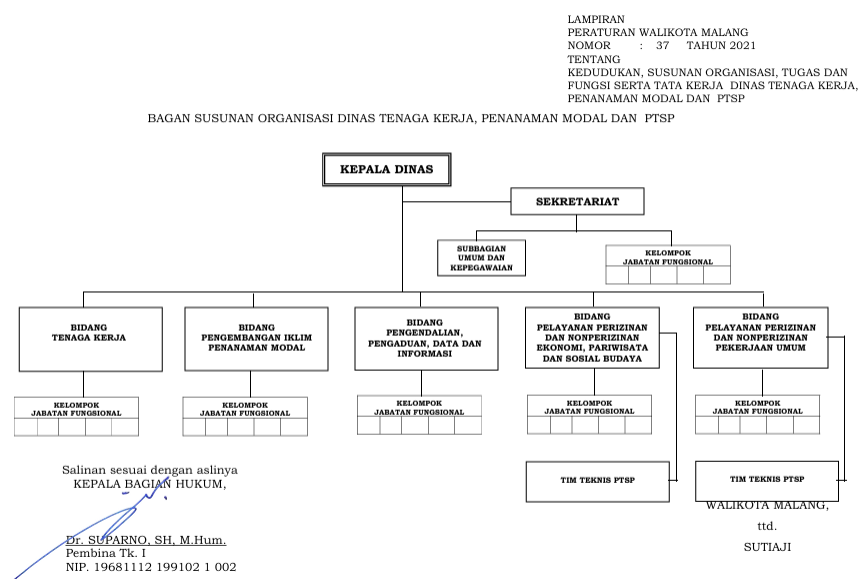 LAMPIRAN
PERATURAN WALIKOTA MALANG
NOMOR : 37 TAHUN 2021
TENTANG
KEDUDUKAN, SUSUNAN ORGANISASI, TUGAS DAN
FUNGSI SERTA TATA KERJA DINAS TENAGA KERJA,
PENANAMAN MODAL DAN PTSP
BAGAN SUSUNAN ORGANISASI DINAS TENAGA KERJA, PENANAMAN MODAL DAN PTSP
KEPALA DINAS
SEKRETARIAT
SUBBAGIAN
UMUM DAN
KEPEGAWAIAN
KELOMPOK
JABATAN FUNGSIONAL
BIDANG
TENAGA KERJA
BIDANG
PENGEMBANGAN IKLIM
PENANAMAN MODAL
BIDANG
PENGENDALIAN,
PENGADUAN, DATA DAN
INFORMASI
BIDANG
PELAYANAN PERIZINAN
DAN NONPERIZINAN
EKONOMI, PARIWISATA
DAN SOSIAL BUDAYA
BIDANG
PELAYANAN PERIZINAN
DAN NONPERIZINAN
PEKERJAAN UMUM
KELOMPOK
JABATAN FUNGSIONAL
KELOMPOK
JABATAN FUNGSIONAL
KELOMPOK
JABATAN FUNGSIONAL
KELOMPOK
JABATAN FUNGSIONAL
KELOMPOK
JABATAN FUNGSIONAL
TIM TEKNIS PTSP
TIM TEKNIS PTSP
Salinan sesuai dengan aslinya
KEPALA BAGIAN HUKUM,
Dr. SUPARNO, SH, M.Hum.
Pembina Tk. I
NIP. 19681112 199102 1 002
WALIKOTA MALANG,
ttd.
SUTIAJI